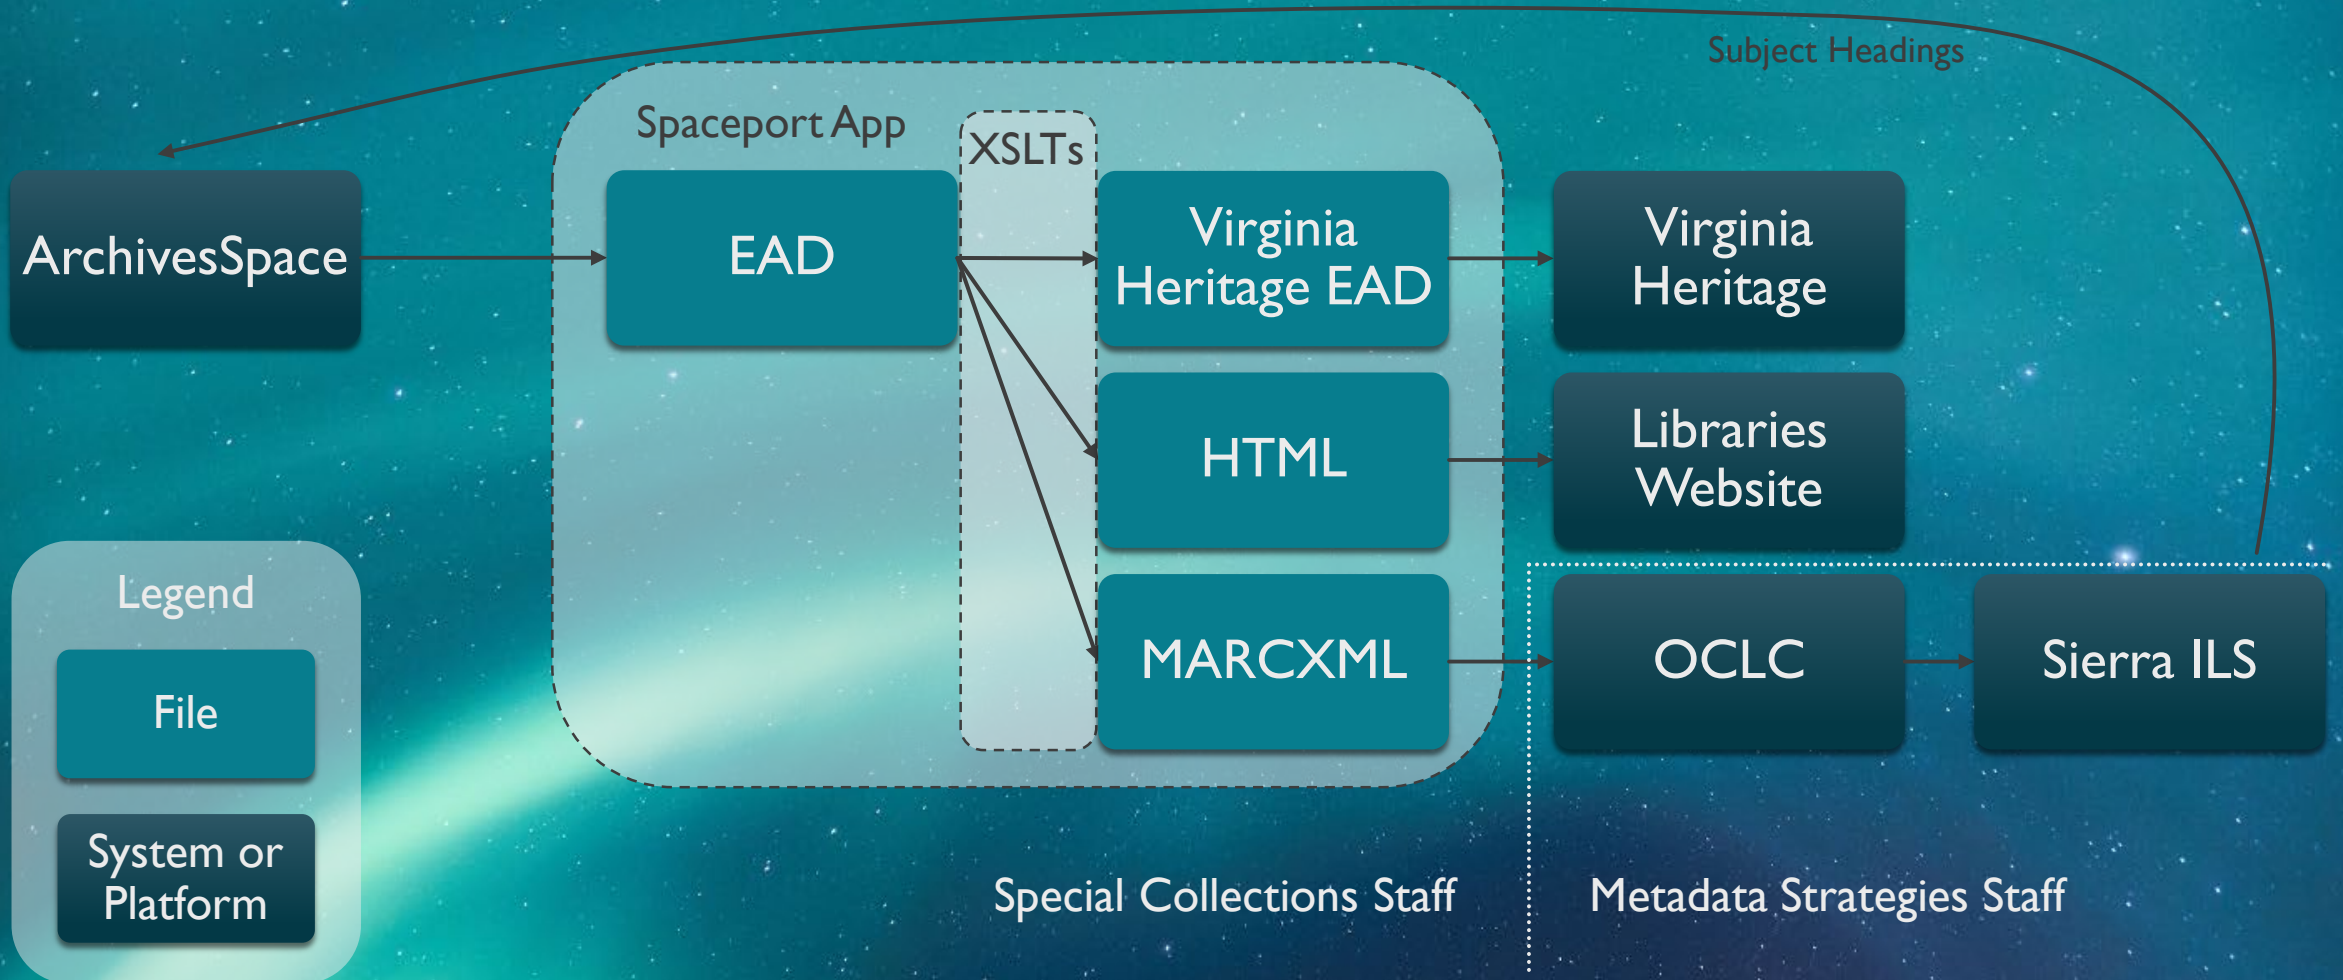 Subject Headings
Spaceport App
XSLTs
ArchivesSpace
EAD
Virginia
Heritage EAD
Virginia
Heritage
HTML
Libraries
Website
MARCXML
OCLC
Sierra ILS
Legend
File
System or
Platform
Special Collections Staff
Metadata Strategies Staff